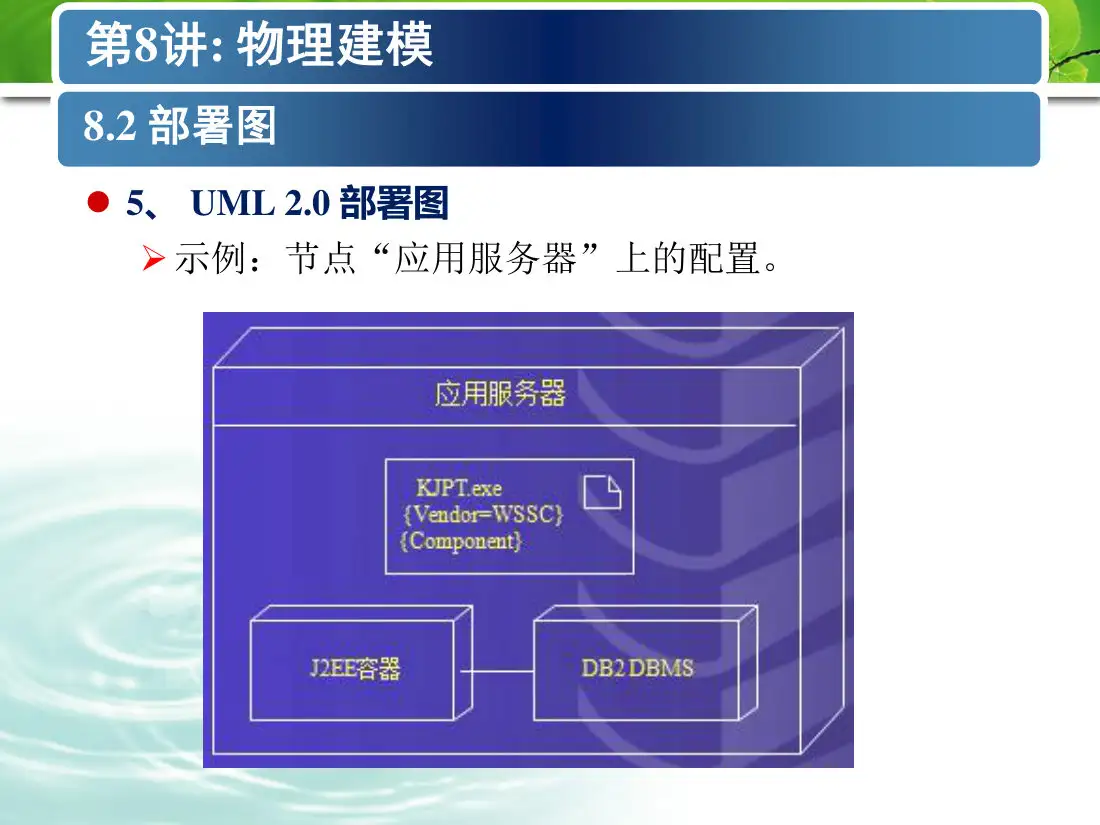 第8讲: 物理建模
8.2 部署图
5、 UML 2.0 部署图
示例：节点“应用服务器”上的配置。
应用服务器
KJPT.exe
{Vendor=WSSC}
{Component}
J2EE容器
DB2 DBMS